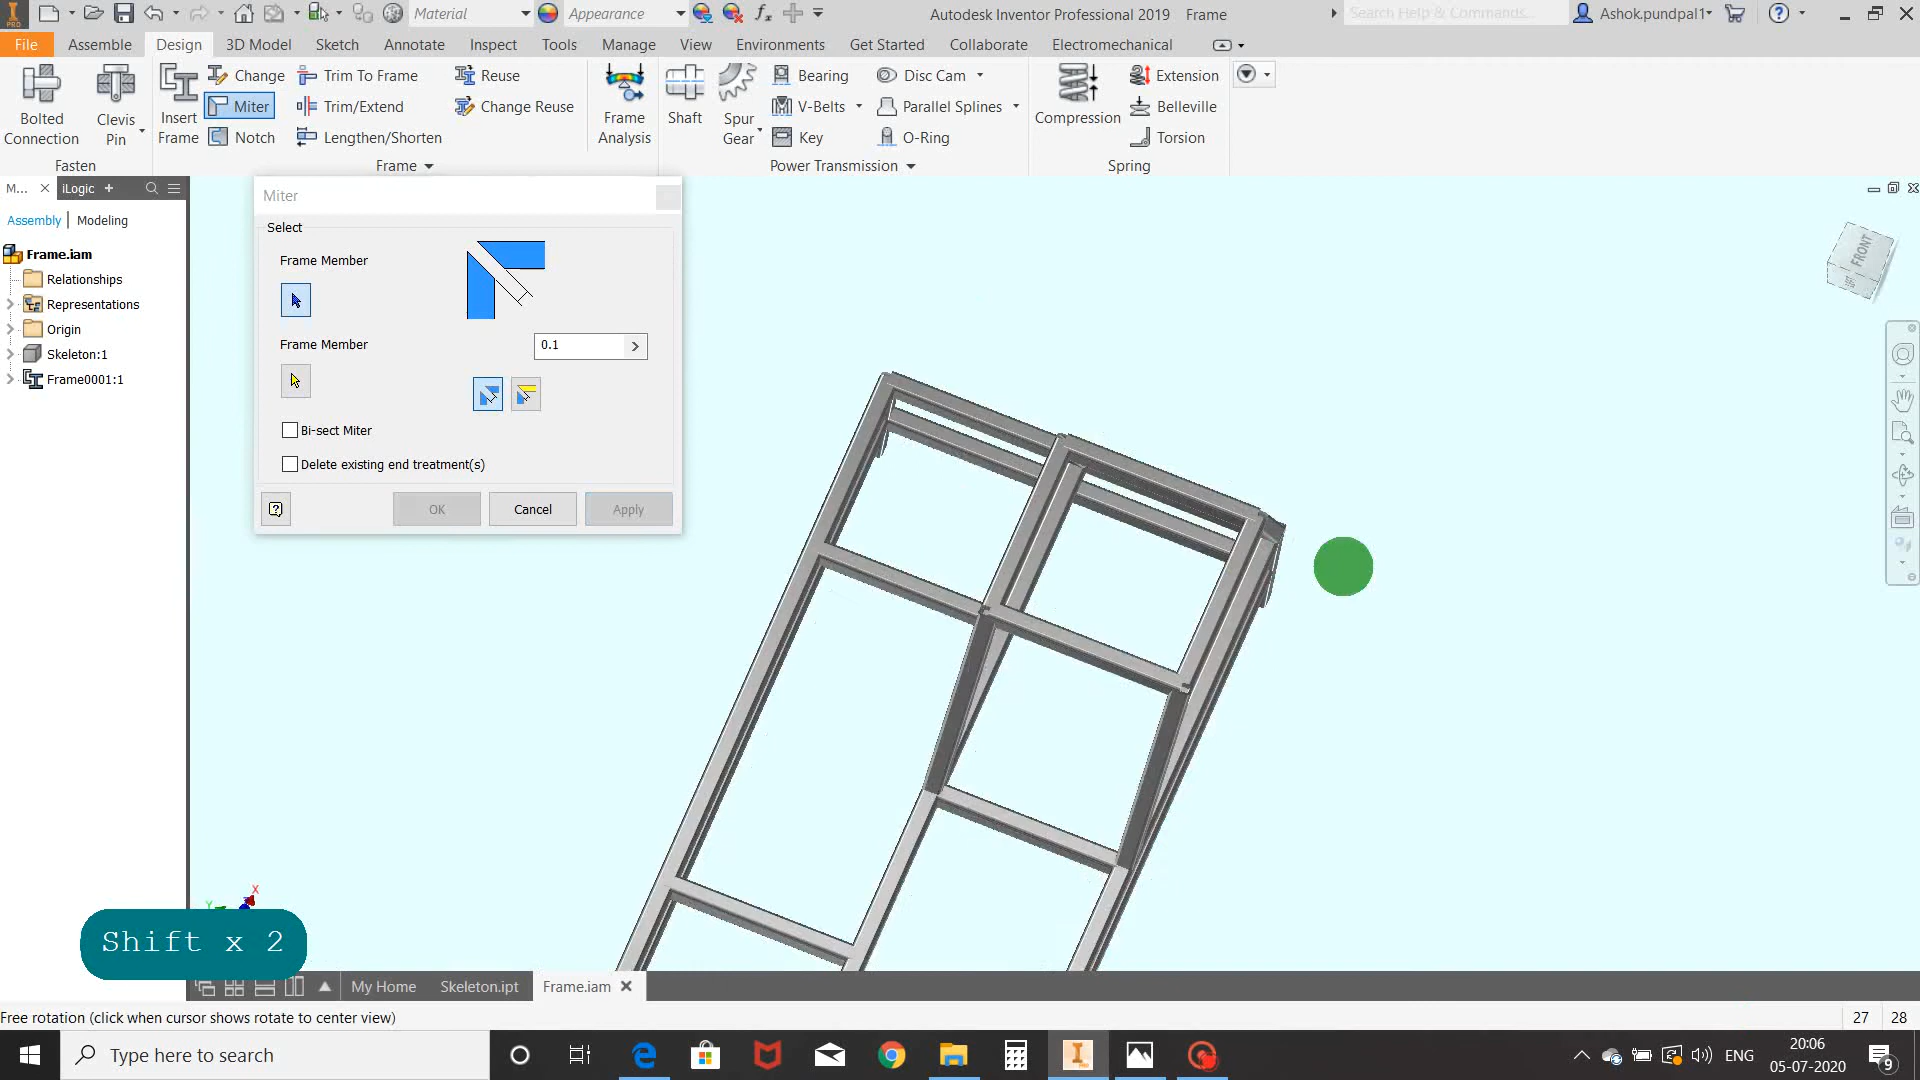 Material
Appearance
Autodesk Inventor Professional 2019 Frame
Search Help & Commands...
Ashok.pundpal1
File Assemble Design 3D Model Sketch Annotate Inspect Tools Manage View Environments Get Started Collaborate Electromechanical
Bolted Connection
Clevis Pin
Fasten
Insert Frame
Change
Miter
Notch
Trim To Frame
Trim/Extend
Lengthen/Shorten
Reuse
Change Reuse
Frame
Frame Analysis
Shaft
Spur Gear
Bearing
V-Belts
Key
Disc Cam
Parallel Splines
O-Ring
Power Transmission
Compression
Extension
Belleville
Torsion
Spring
M... iLogic +
Assembly | Modeling
Frame.iam
Relationships
Representations
Origin
Skeleton:1
Frame0001:1
Miter
Select
Frame Member
Frame Member
0.1
Bi-sect Miter
Delete existing end treatment(s)
OK Cancel Apply
FRONT
X
Y
Shift x 2
My Home Skeleton.ipt Frame.iam
Free rotation (click when cursor shows rotate to center view)
27 28
Type here to search
ENG
20:06
05-07-2020
9